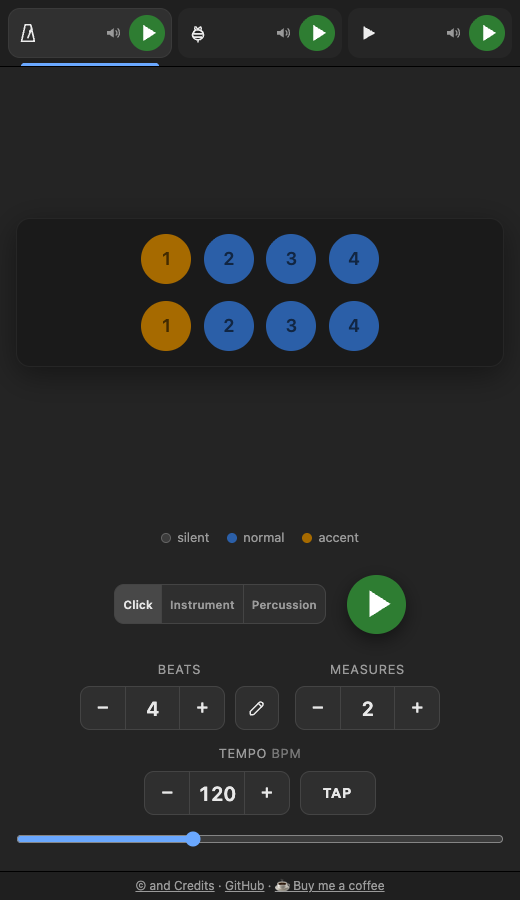 1 2 3 4
1 2 3 4
silent normal accent
Click Instrument Percussion
BEATS MEASURES
− 4 + − 2 +
TEMPO BPM
− 120 + TAP
© and Credits · GitHub · ☕ Buy me a coffee